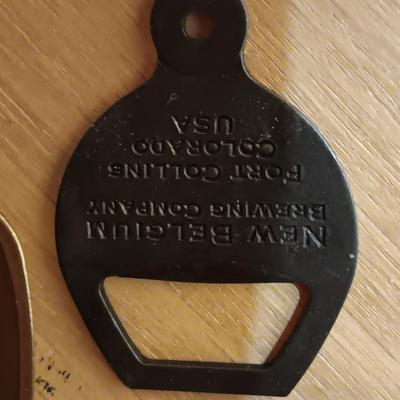 NEW BELGIUM
BREWING COMPANY
FORT COLLINS
COLORADO
USA